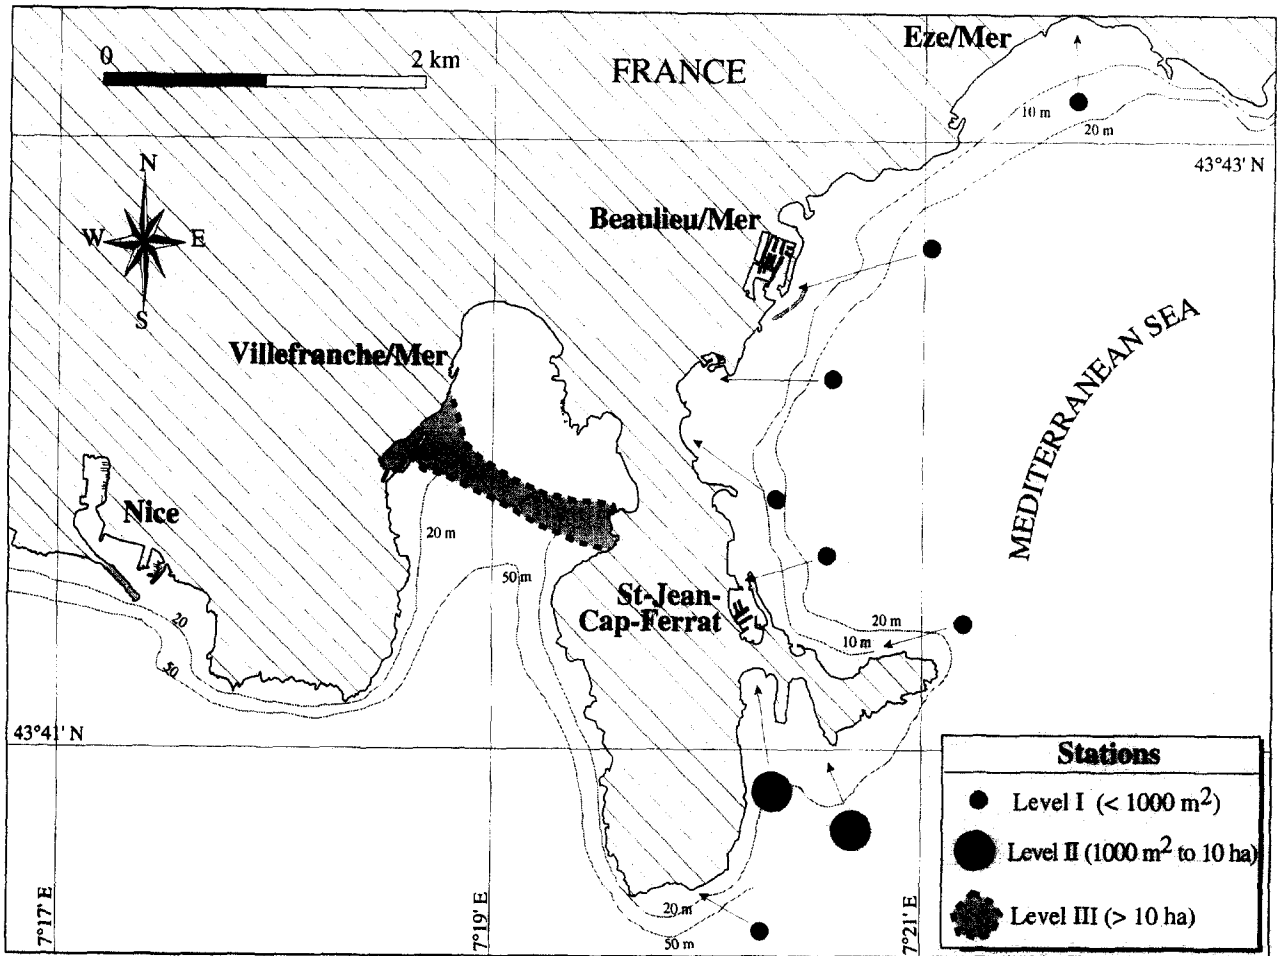 Eze/Mer
0
2 km
FRANCE
10 m
20 m
43°43' N
N
W
E
S
Beaulieu/Mer
MEDITERRANEAN SEA
Villefranche/Mer
Nice
20 m
50 m
St-Jean-
Cap-Ferrat
20
50
20 m
10 m
43°41' N
Stations
Level I (< 1000 m²)
Level II (1000 m² to 10 ha)
Level III (> 10 ha)
20 m
50 m
7°17' E
7°19' E
7°21' E